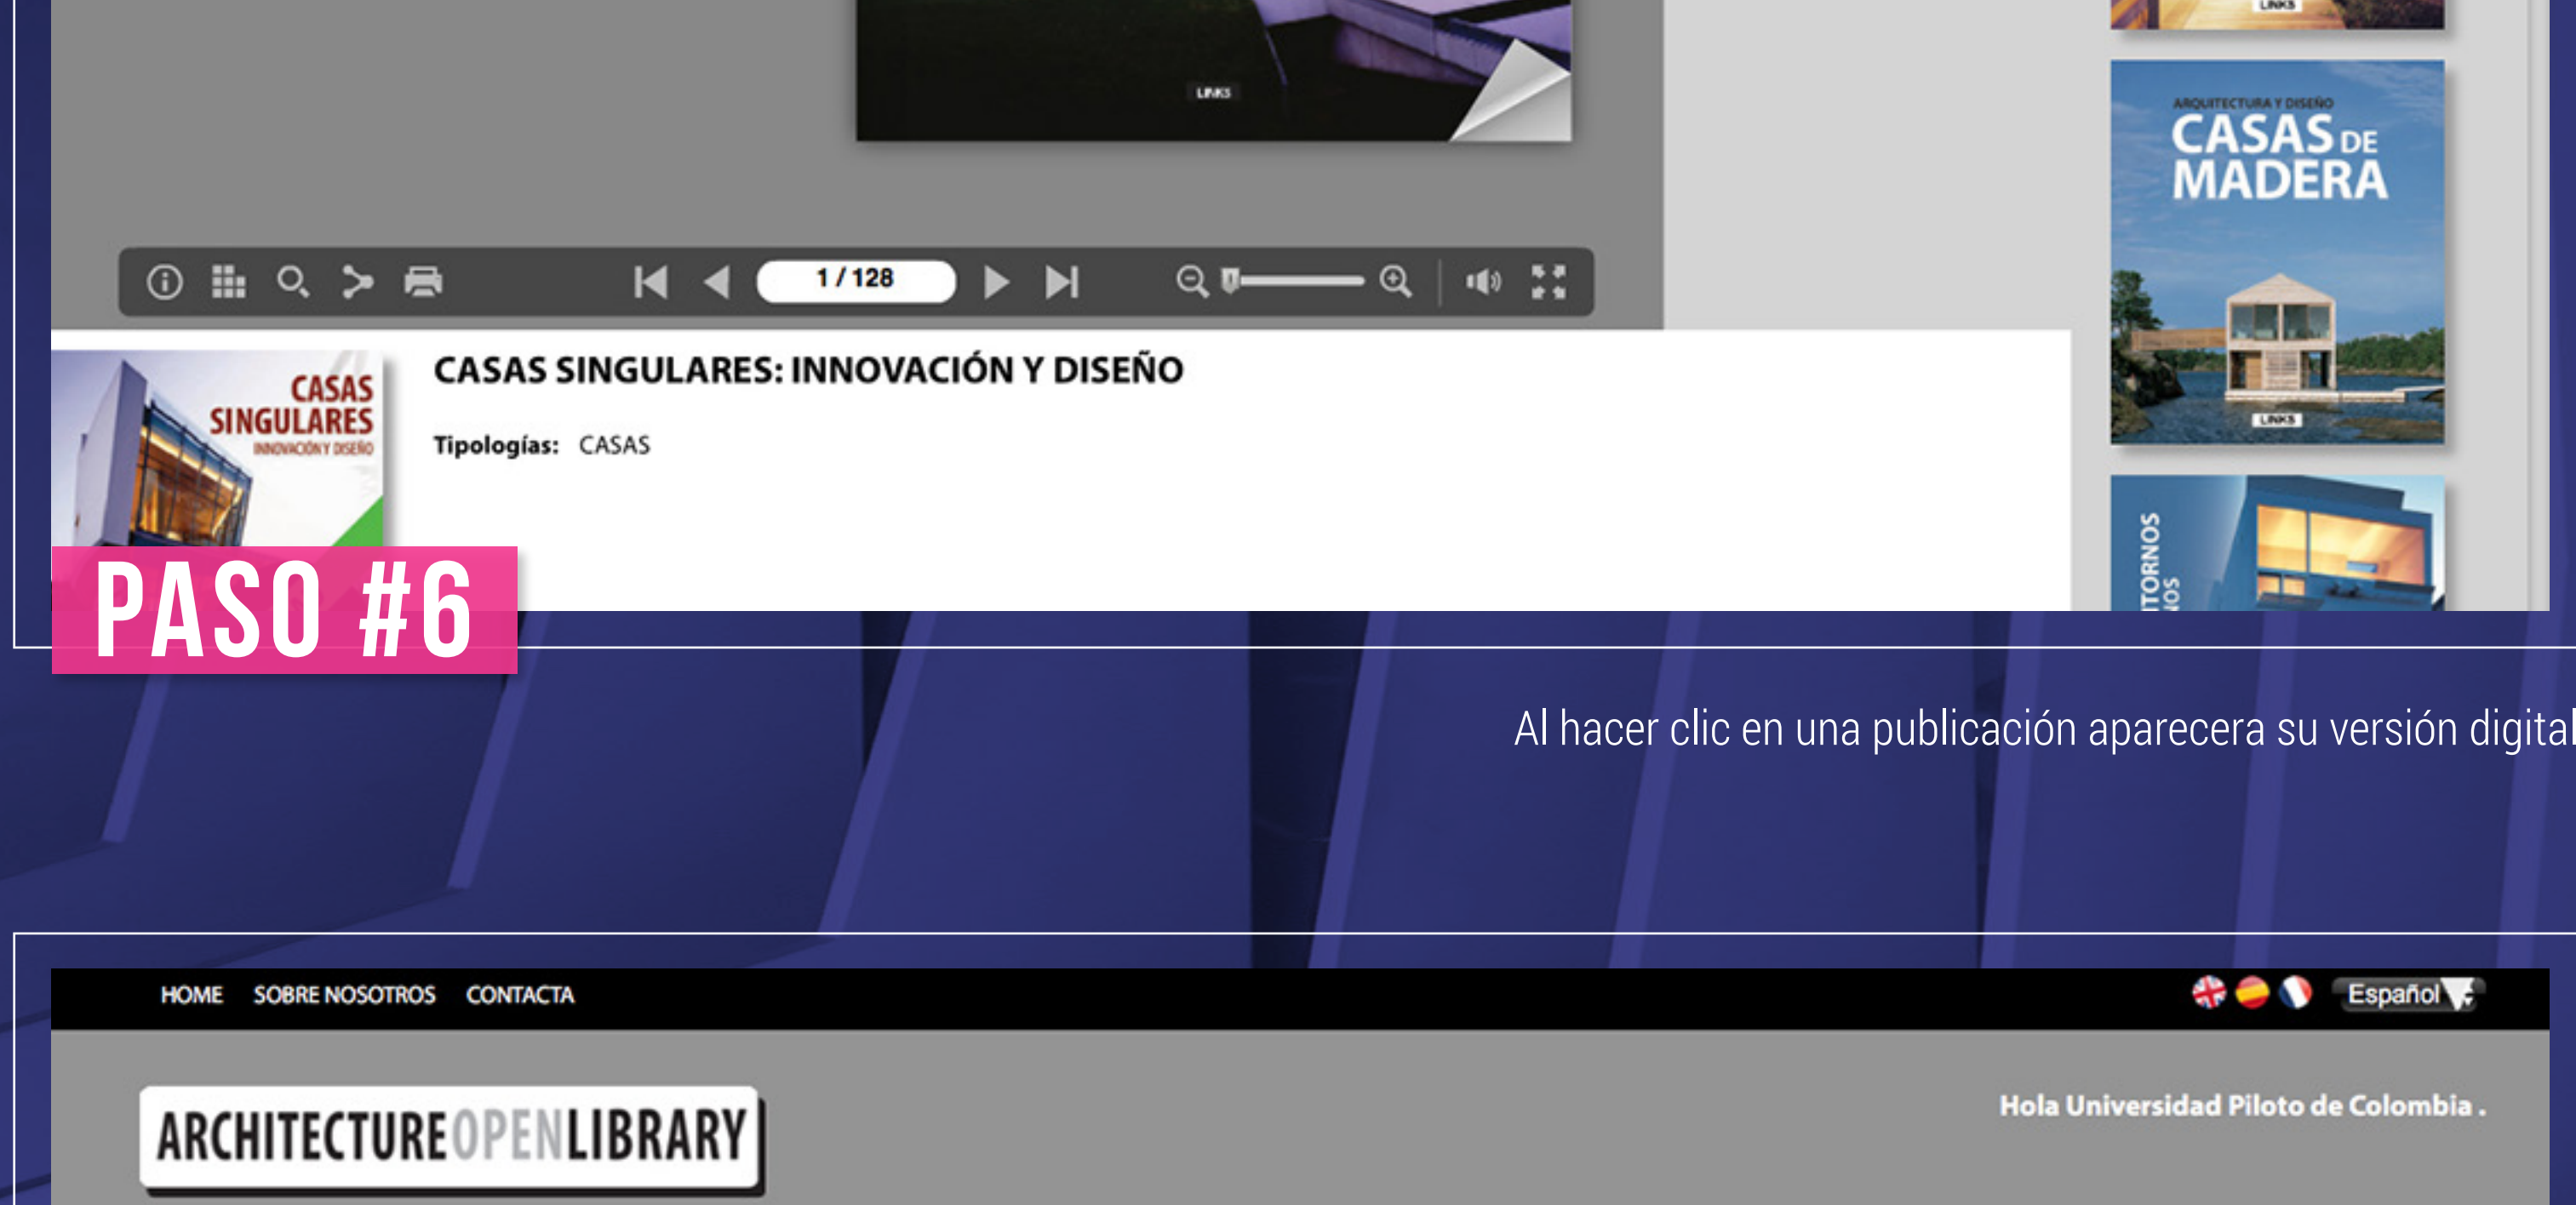 LINKS
LINKS
ARQUITECTURA Y DISEÑO
CASAS DE
MADERA
LINKS
1 / 128
CASAS
SINGULARES
INNOVACIÓN Y DISEÑO
CASAS SINGULARES: INNOVACIÓN Y DISEÑO
Tipologías: CASAS
PASO #6
Al hacer clic en una publicación aparecera su versión digital
HOME SOBRE NOSOTROS CONTACTA
Español
ARCHITECTUREOPENLIBRARY
Hola Universidad Piloto de Colombia .